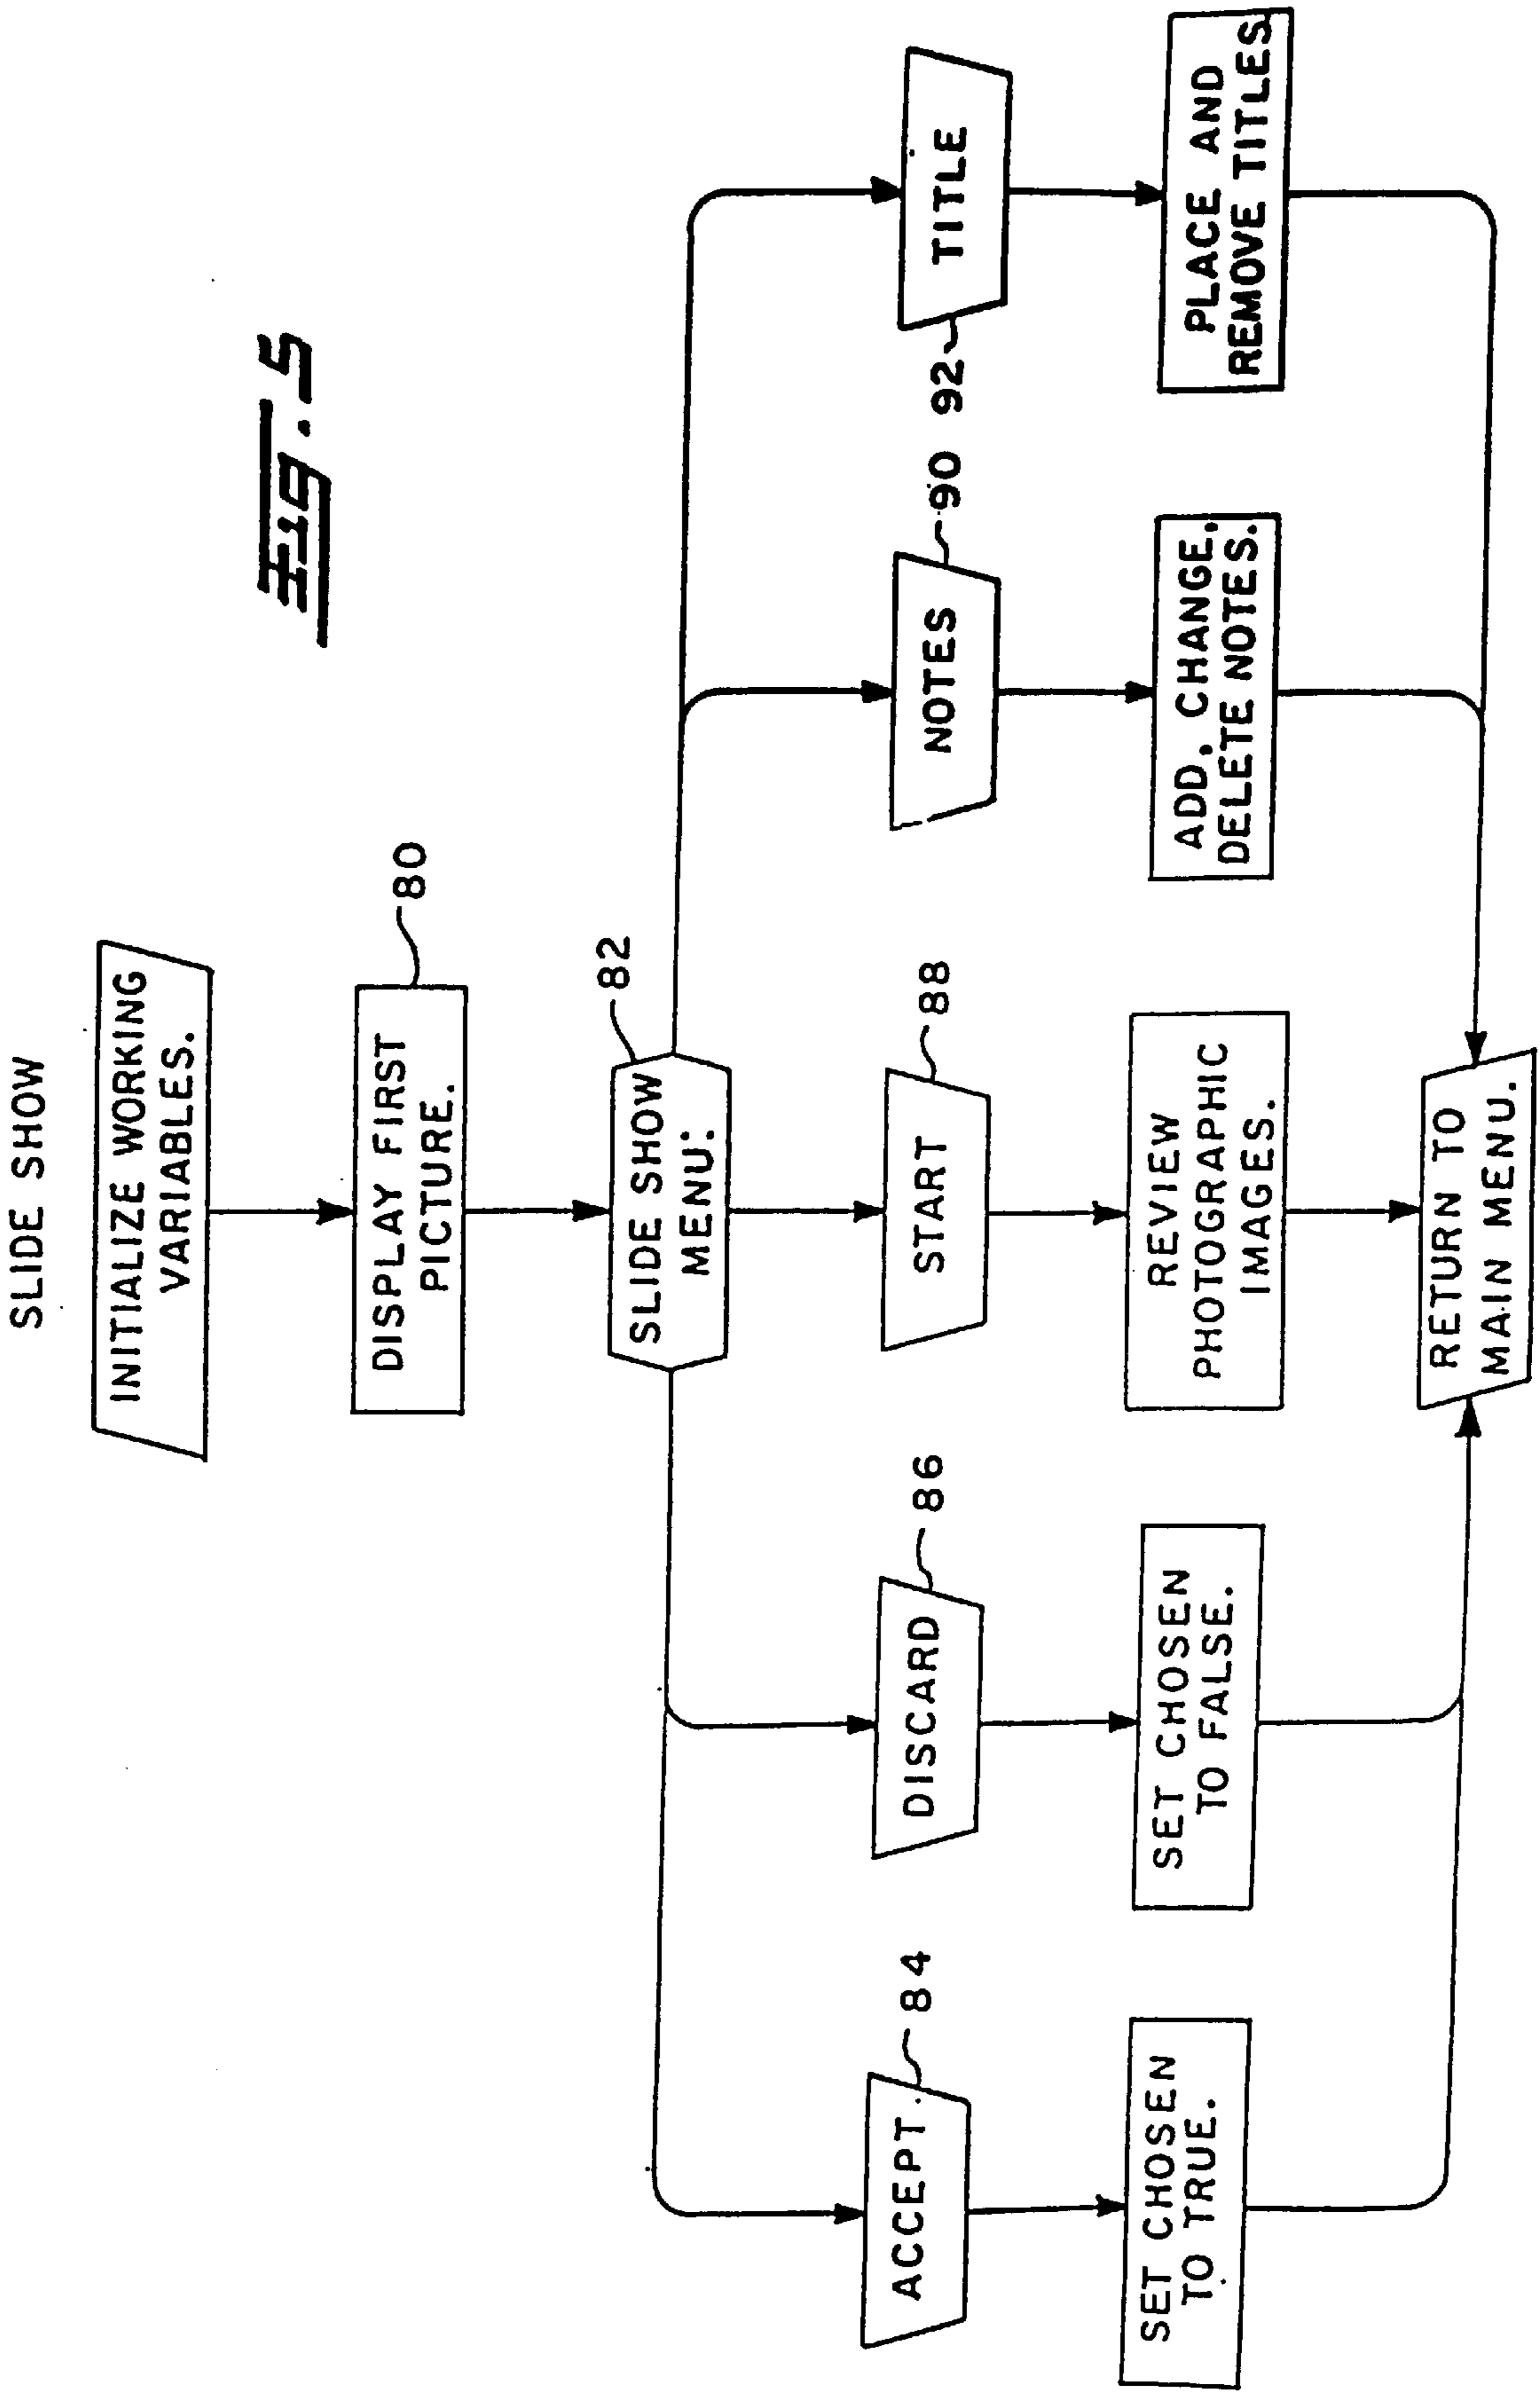 SLIDE SHOW
Fig. 5
INITIALIZE WORKING
VARIABLES.
DISPLAY FIRST
PICTURE.
80
SLIDE SHOW
MENU:
82
ACCEPT.
84
DISCARD
86
START
88
NOTES
90
TITLE
92
SET CHOSEN
TO TRUE.
SET CHOSEN
TO FALSE.
REVIEW
PHOTOGRAPHIC
IMAGES.
ADD, CHANGE,
DELETE NOTES.
PLACE AND
REMOVE TITLES
RETURN TO
MAIN MENU.